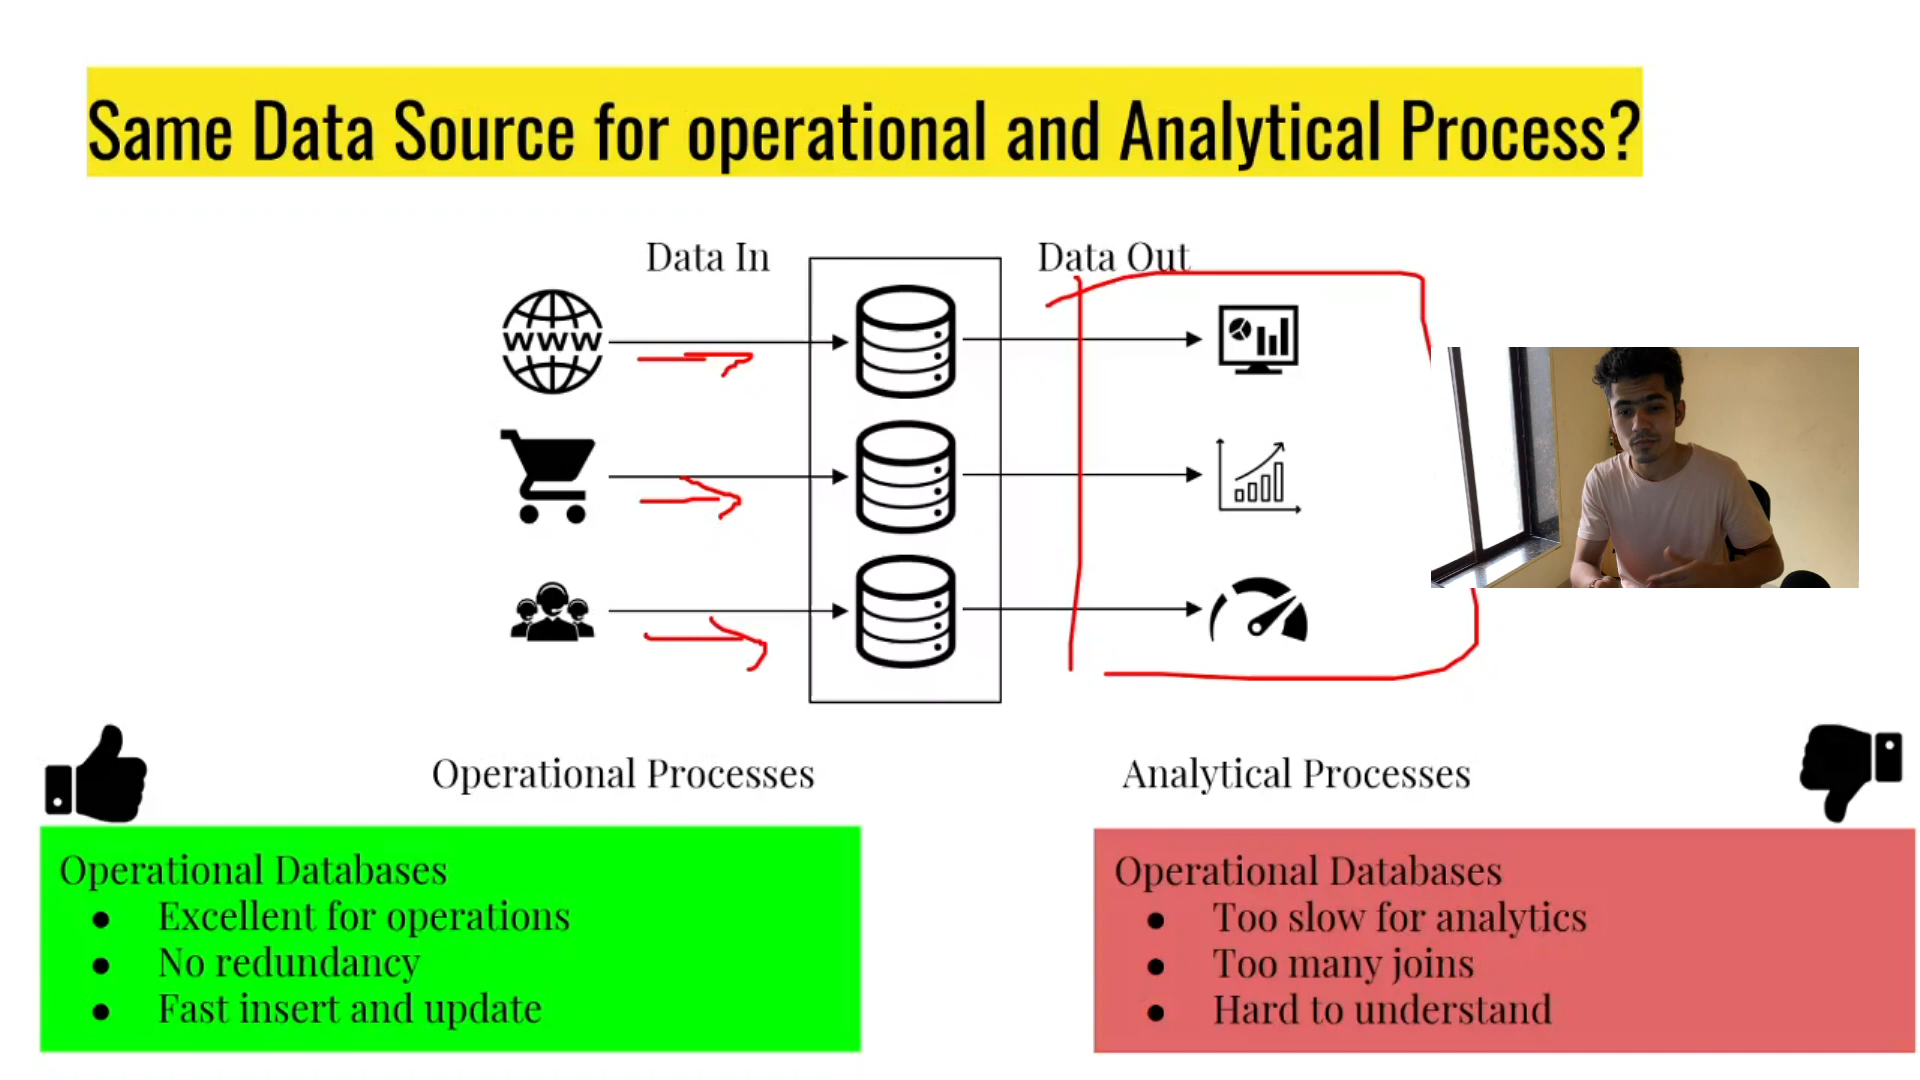 Same Data Source for operational and Analytical Process?
Data In
Data Out
WWW
Operational Processes
Analytical Processes
Operational Databases
● Excellent for operations
● No redundancy
● Fast insert and update
Operational Databases
● Too slow for analytics
● Too many joins
● Hard to understand